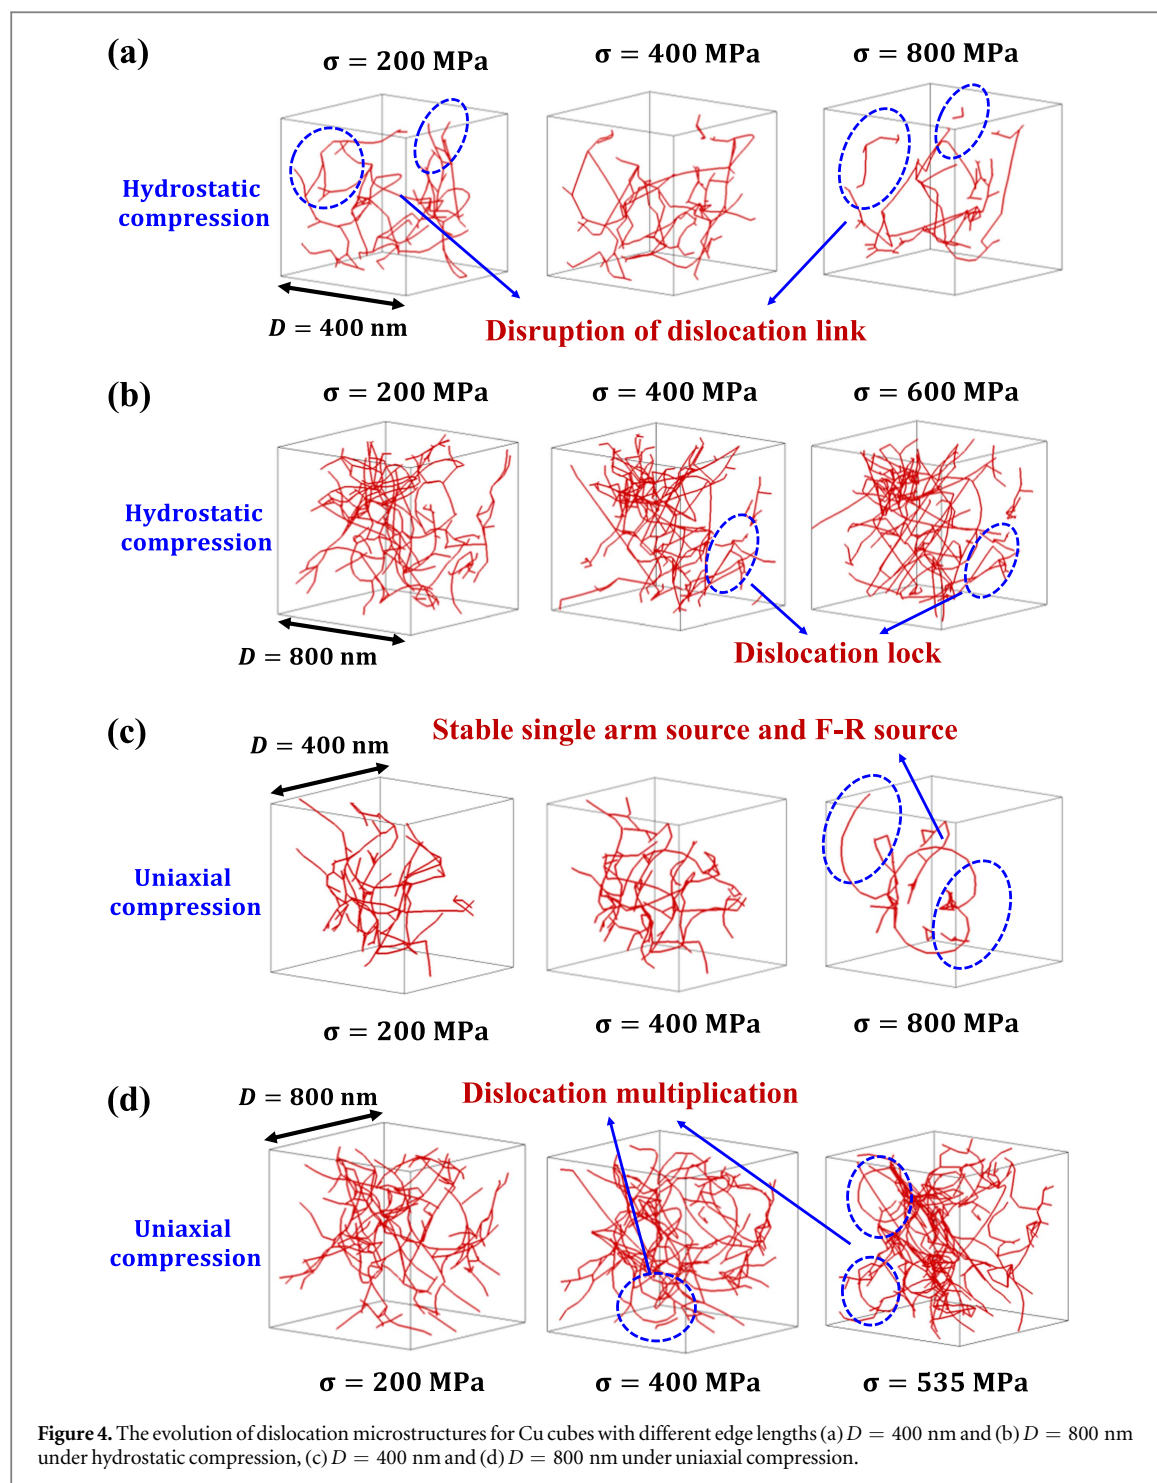 (a)
σ = 200 MPa
σ = 400 MPa
σ = 800 MPa
Hydrostatic
compression
D = 400 nm
Disruption of dislocation link
(b)
σ = 200 MPa
σ = 400 MPa
σ = 600 MPa
Hydrostatic
compression
D = 800 nm
Dislocation lock
(c)
Stable single arm source and F-R source
D = 400 nm
Uniaxial
compression
σ = 200 MPa
σ = 400 MPa
σ = 800 MPa
(d)
D = 800 nm
Dislocation multiplication
Uniaxial
compression
σ = 200 MPa
σ = 400 MPa
σ = 535 MPa
Figure 4. The evolution of dislocation microstructures for Cu cubes with different edge lengths (a) D = 400 nm and (b) D = 800 nm
under hydrostatic compression, (c) D = 400 nm and (d) D = 800 nm under uniaxial compression.